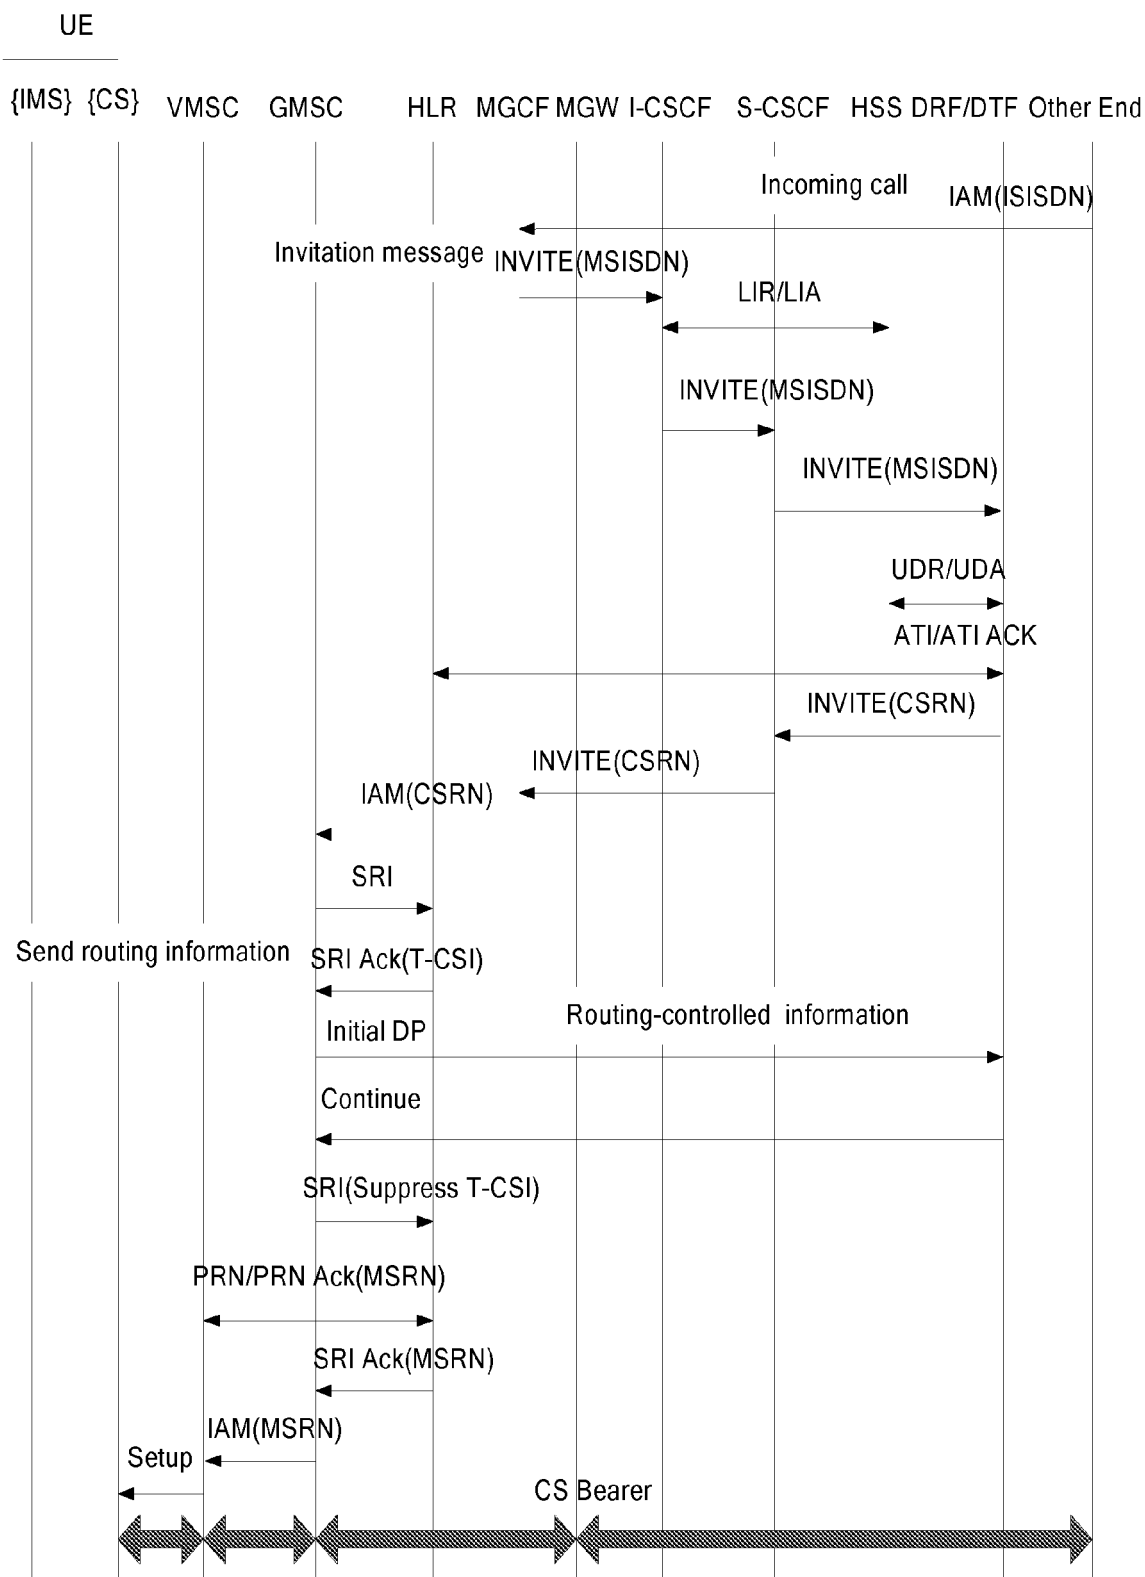 UE
{IMS} {CS} VMSC GMSC HLR MGCF MGW I-CSCF S-CSCF HSS DRF/DTF Other End
Incoming call
IAM(ISISDN)
Invitation message
INVITE(MSISDN)
LIR/LIA
INVITE(MSISDN)
INVITE(MSISDN)
UDR/UDA
ATI/ATI ACK
INVITE(CSRN)
INVITE(CSRN)
IAM(CSRN)
SRI
Send routing information
SRI Ack(T-CSI)
Routing-controlled information
Initial DP
Continue
SRI(Suppress T-CSI)
PRN/PRN Ack(MSRN)
SRI Ack(MSRN)
IAM(MSRN)
Setup
CS Bearer